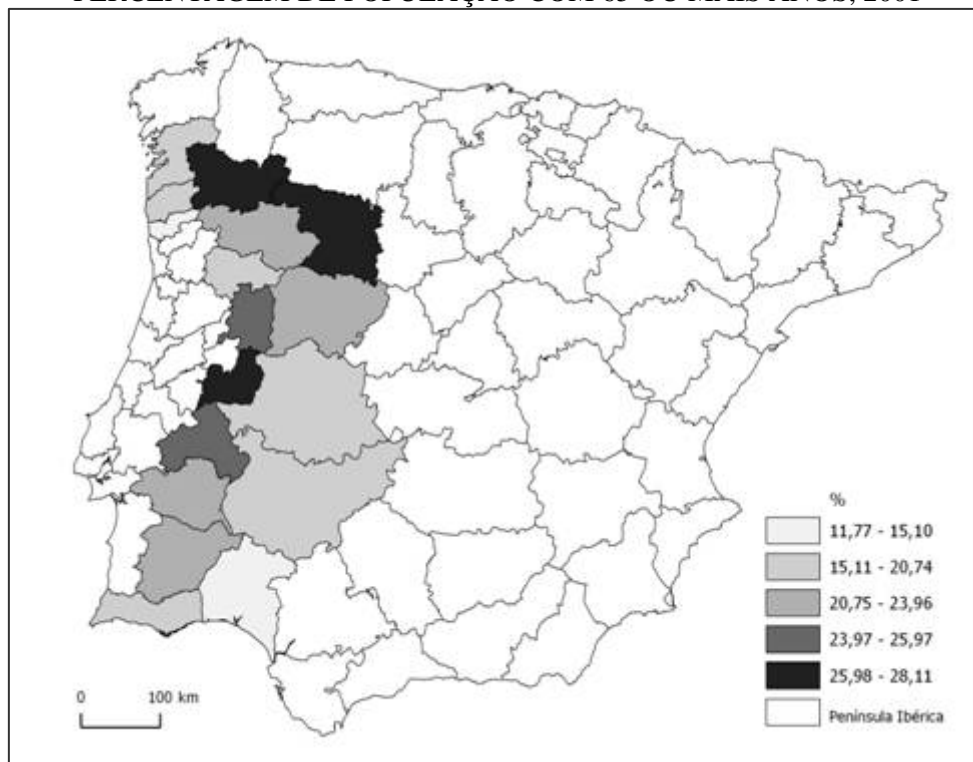 PERCENTAGEM DE POPULAÇÃO COM 65 OU MAIS ANOS, 2001
%
11,77 - 15,10
15,11 - 20,74
20,75 - 23,96
23,97 - 25,97
25,98 - 28,11
Península Ibérica
0 100 km